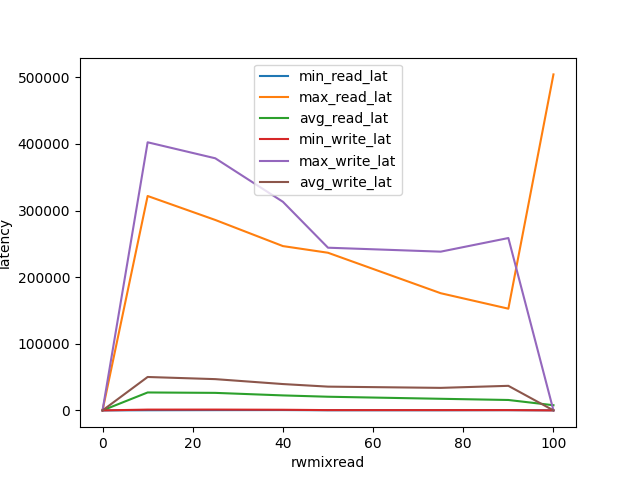 500000
400000
300000
200000
100000
0
latency
min_read_lat
max_read_lat
avg_read_lat
min_write_lat
max_write_lat
avg_write_lat
0 20 40 60 80 100
rwmixread